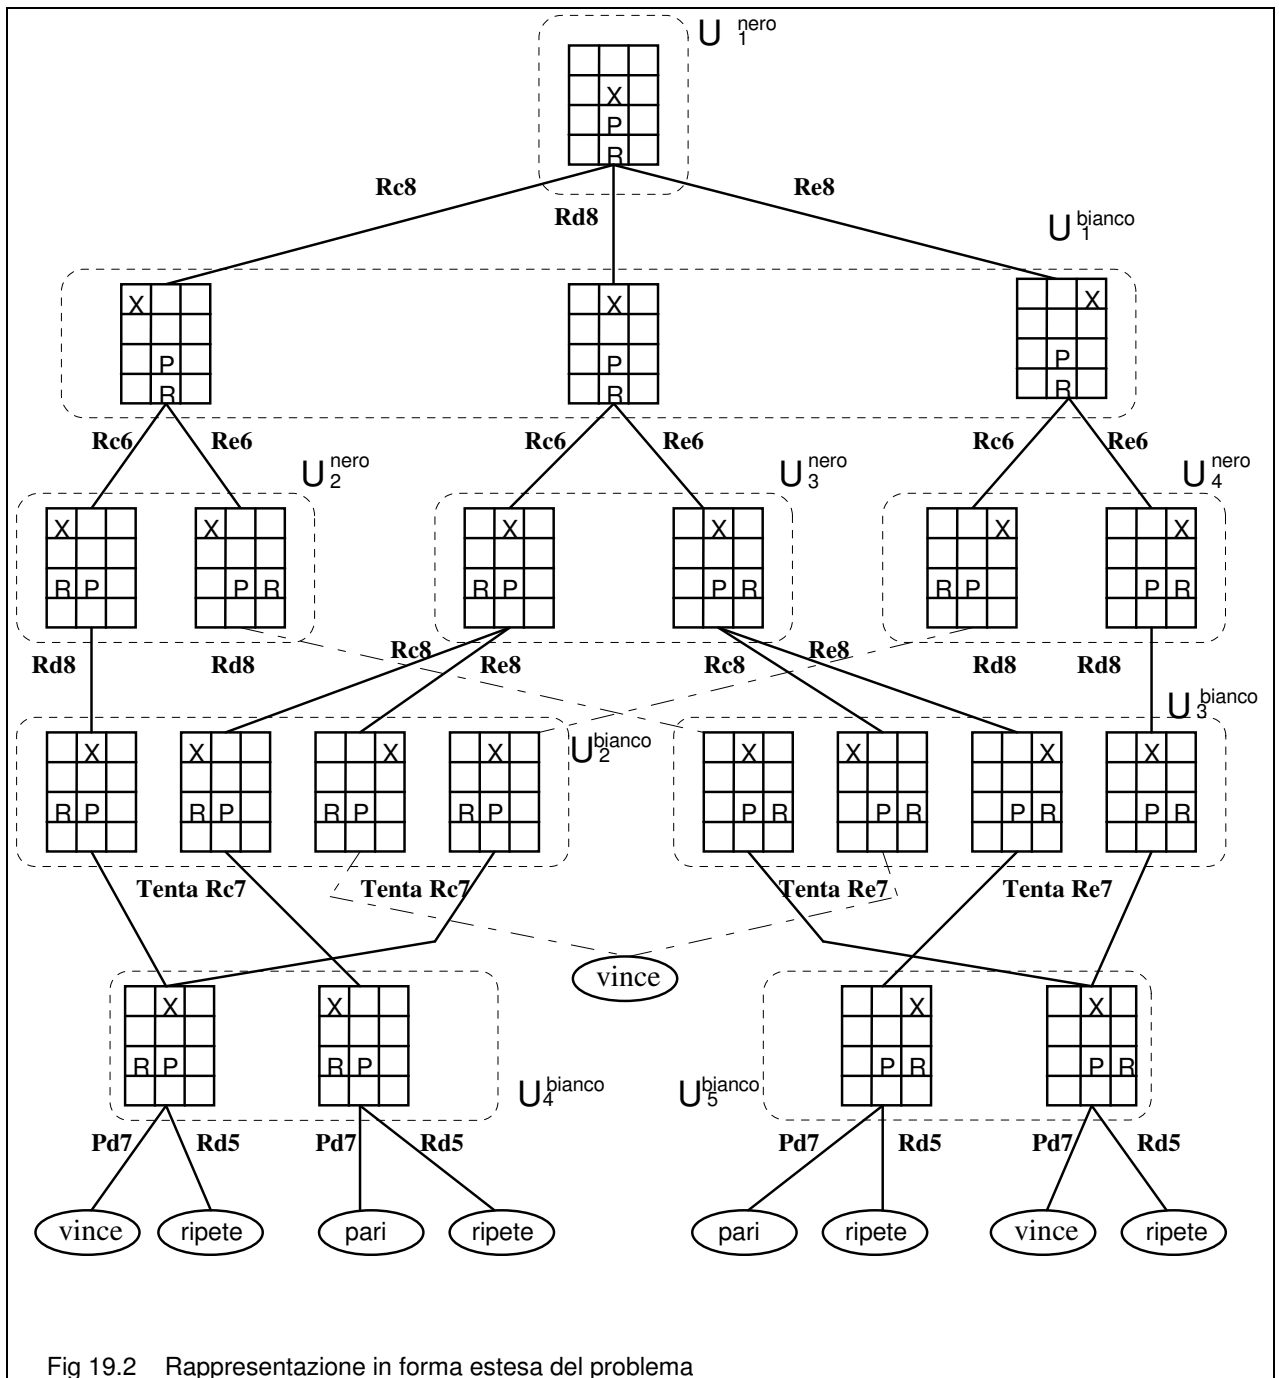 U 1 nero
X
P
R
Rc8 Rd8 Re8
U 1 bianco
X X X
P P P
R R R
Rc6 Re6 Rc6 Re6 Rc6 Re6
U 2 nero U 3 nero U 4 nero
X X X X X X
R P P R R P P R R P P R
Rd8 Rd8 Rc8 Re8 Rc8 Re8 Rd8 Rd8
U 2 bianco U 3 bianco
X X X X X X X X
R P R P R P R P P R P R P R P R
Tenta Rc7 Tenta Rc7 Tenta Re7 Tenta Re7
vince
X X X X
R P R P P R P R
U 4 bianco U 5 bianco
Pd7 Rd5 Pd7 Rd5 Pd7 Rd5 Pd7 Rd5
vince ripete pari ripete pari ripete vince ripete
Fig 19.2 Rappresentazione in forma estesa del problema